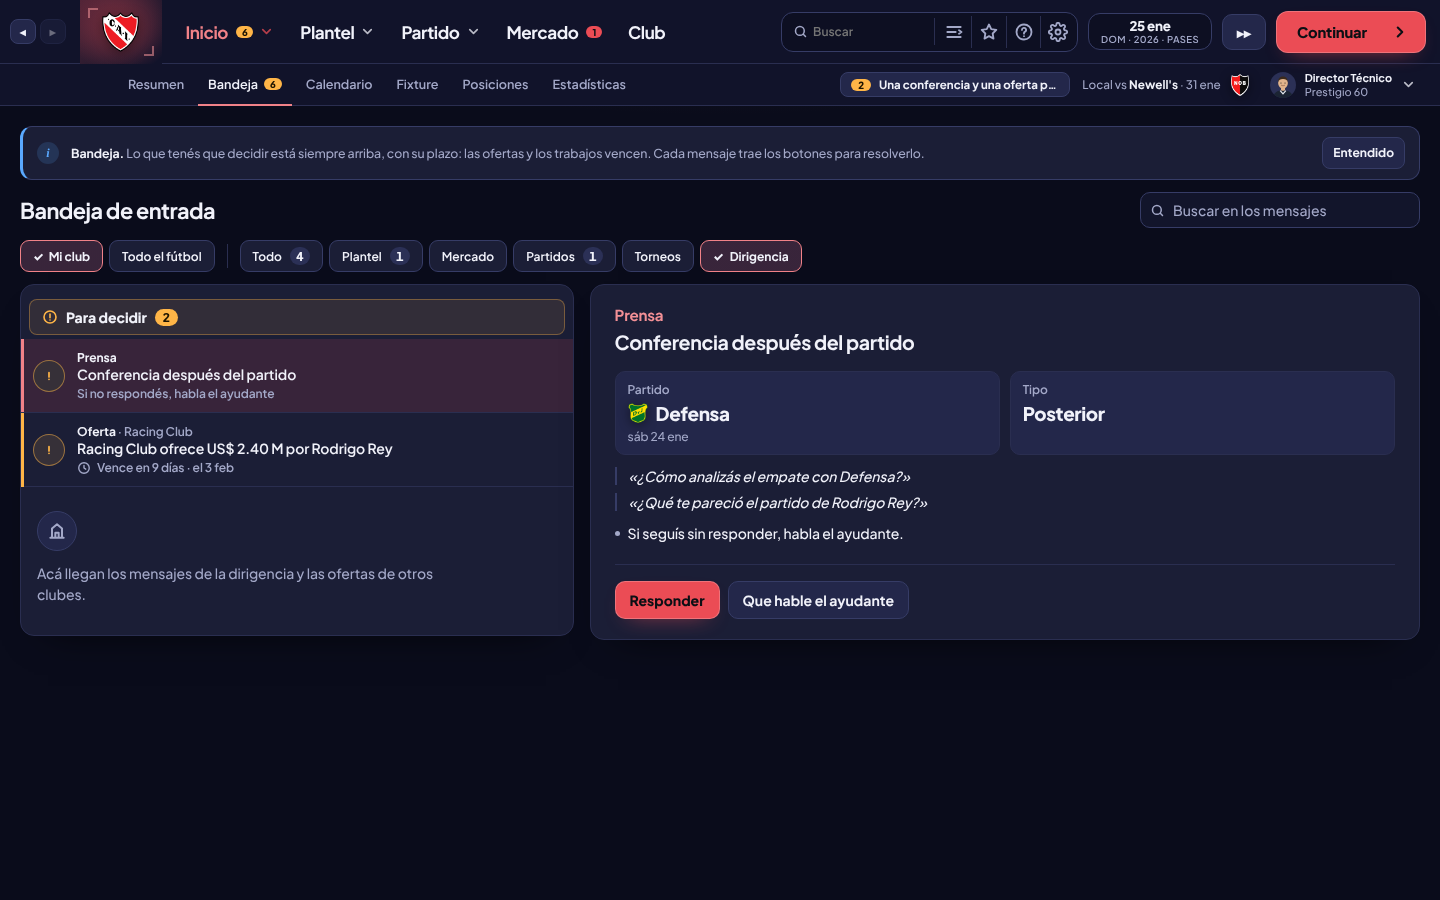 Inicio 6
Plantel
Partido
Mercado 1
Club
Buscar
25 ene
DOM · 2026 · PASES
Continuar
Resumen
Bandeja 6
Calendario
Fixture
Posiciones
Estadísticas
2 Una conferencia y una oferta p...
Local vs Newell's · 31 ene
Director Técnico
Prestigio 60
Bandeja. Lo que tenés que decidir está siempre arriba, con su plazo: las ofertas y los trabajos vencen. Cada mensaje trae los botones para resolverlo.
Entendido
Bandeja de entrada
Buscar en los mensajes
Mi club
Todo el fútbol
Todo 4
Plantel 1
Mercado
Partidos 1
Torneos
Dirigencia
Para decidir 2
Prensa
Conferencia después del partido
Si no respondés, habla el ayudante
Oferta · Racing Club
Racing Club ofrece US$ 2.40 M por Rodrigo Rey
Vence en 9 días · el 3 feb
Acá llegan los mensajes de la dirigencia y las ofertas de otros
clubes.
Prensa
Conferencia después del partido
Partido
Defensa
sáb 24 ene
Tipo
Posterior
«¿Cómo analizás el empate con Defensa?»
«¿Qué te pareció el partido de Rodrigo Rey?»
Si seguís sin responder, habla el ayudante.
Responder
Que hable el ayudante